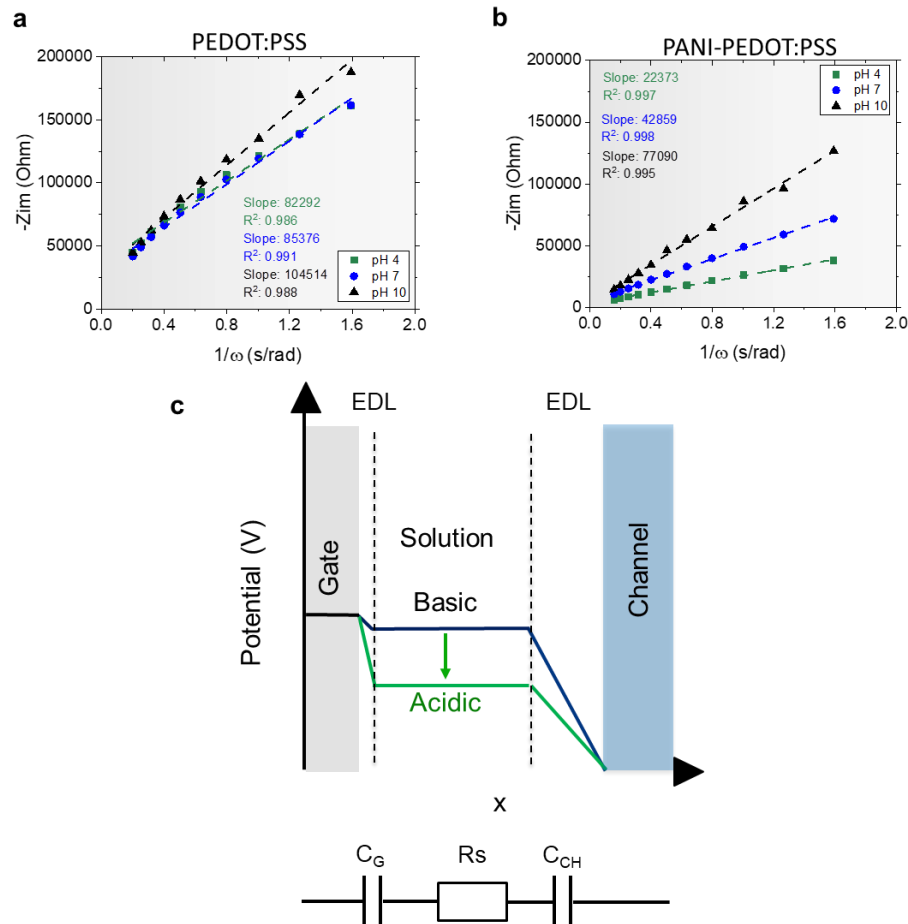 a
PEDOT:PSS
200000
150000
100000
50000
0
-Zim (Ohm)
Slope: 82292
R²: 0.986
Slope: 85376
R²: 0.991
Slope: 104514
R²: 0.988
pH 4
pH 7
pH 10
0.0 0.4 0.8 1.2 1.6 2.0
1/ω (s/rad)
b
PANI-PEDOT:PSS
200000
150000
100000
50000
0
-Zim (Ohm)
Slope: 22373
R²: 0.997
Slope: 42859
R²: 0.998
Slope: 77090
R²: 0.995
pH 4
pH 7
pH 10
0.0 0.4 0.8 1.2 1.6 2.0
1/ω (s/rad)
c
EDL EDL
Potential (V)
Gate
Solution
Basic
Acidic
Channel
x
C_G Rs C_CH